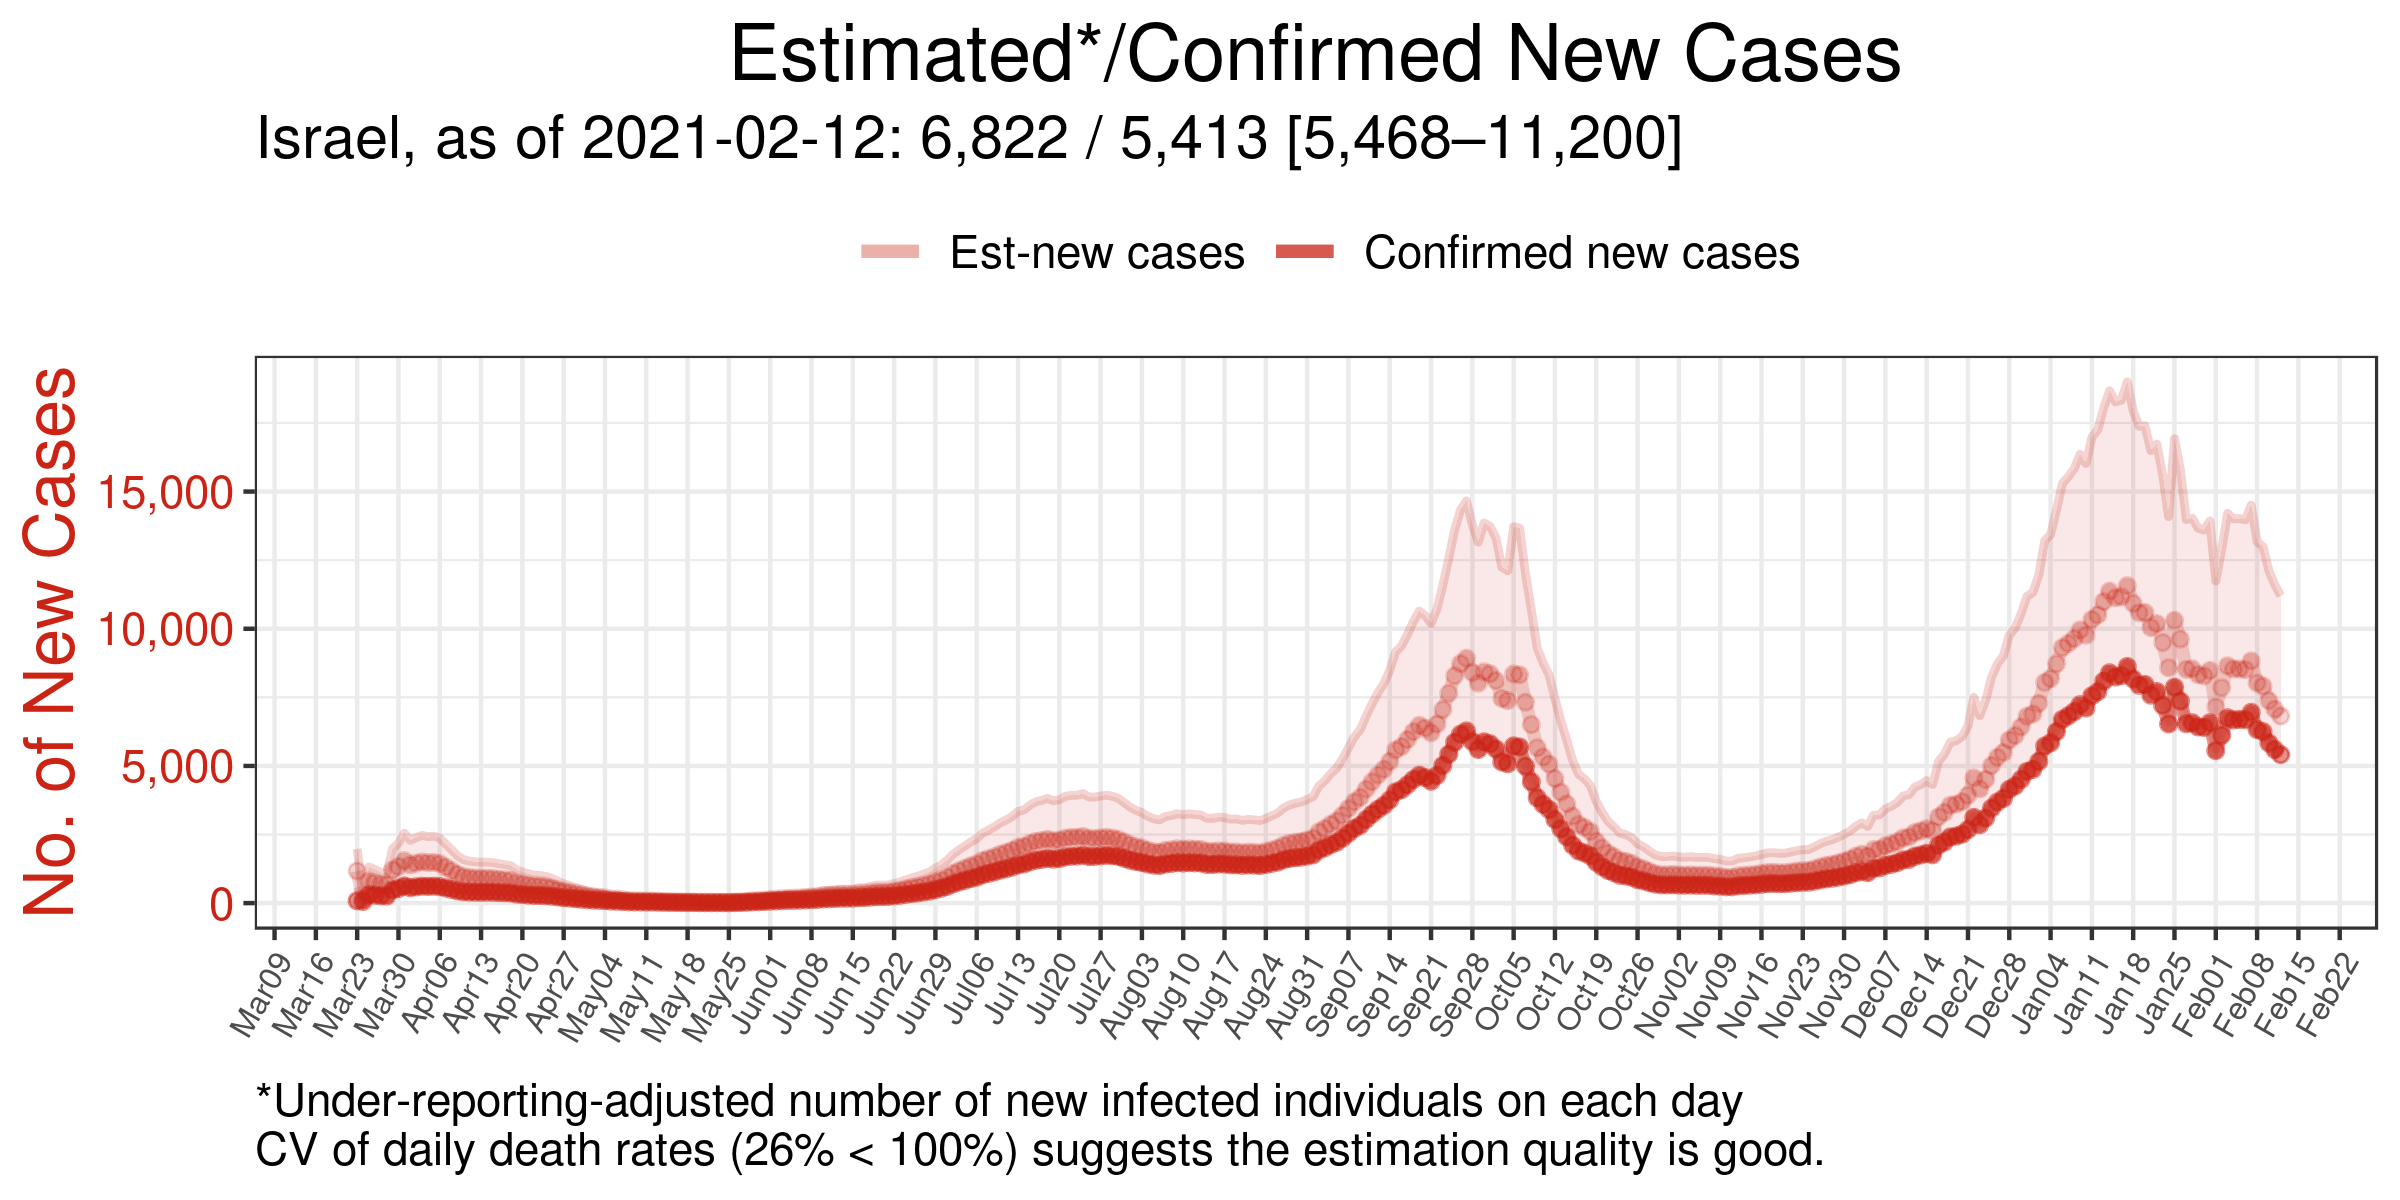 Estimated*/Confirmed New Cases
Israel, as of 2021-02-12: 6,822 / 5,413 [5,468–11,200]
Est-new cases Confirmed new cases
No. of New Cases
15,000
10,000
5,000
0
Mar09 Mar16 Mar23 Mar30 Apr06 Apr13 Apr20 Apr27 May04 May11 May18 May25 Jun01 Jun08 Jun15 Jun22 Jun29 Jul06 Jul13 Jul20 Jul27 Aug03 Aug10 Aug17 Aug24 Aug31 Sep07 Sep14 Sep21 Sep28 Oct05 Oct12 Oct19 Oct26 Nov02 Nov09 Nov16 Nov23 Nov30 Dec07 Dec14 Dec21 Dec28 Jan04 Jan11 Jan18 Jan25 Feb01 Feb08 Feb15 Feb22
*Under-reporting-adjusted number of new infected individuals on each day
CV of daily death rates (26% < 100%) suggests the estimation quality is good.